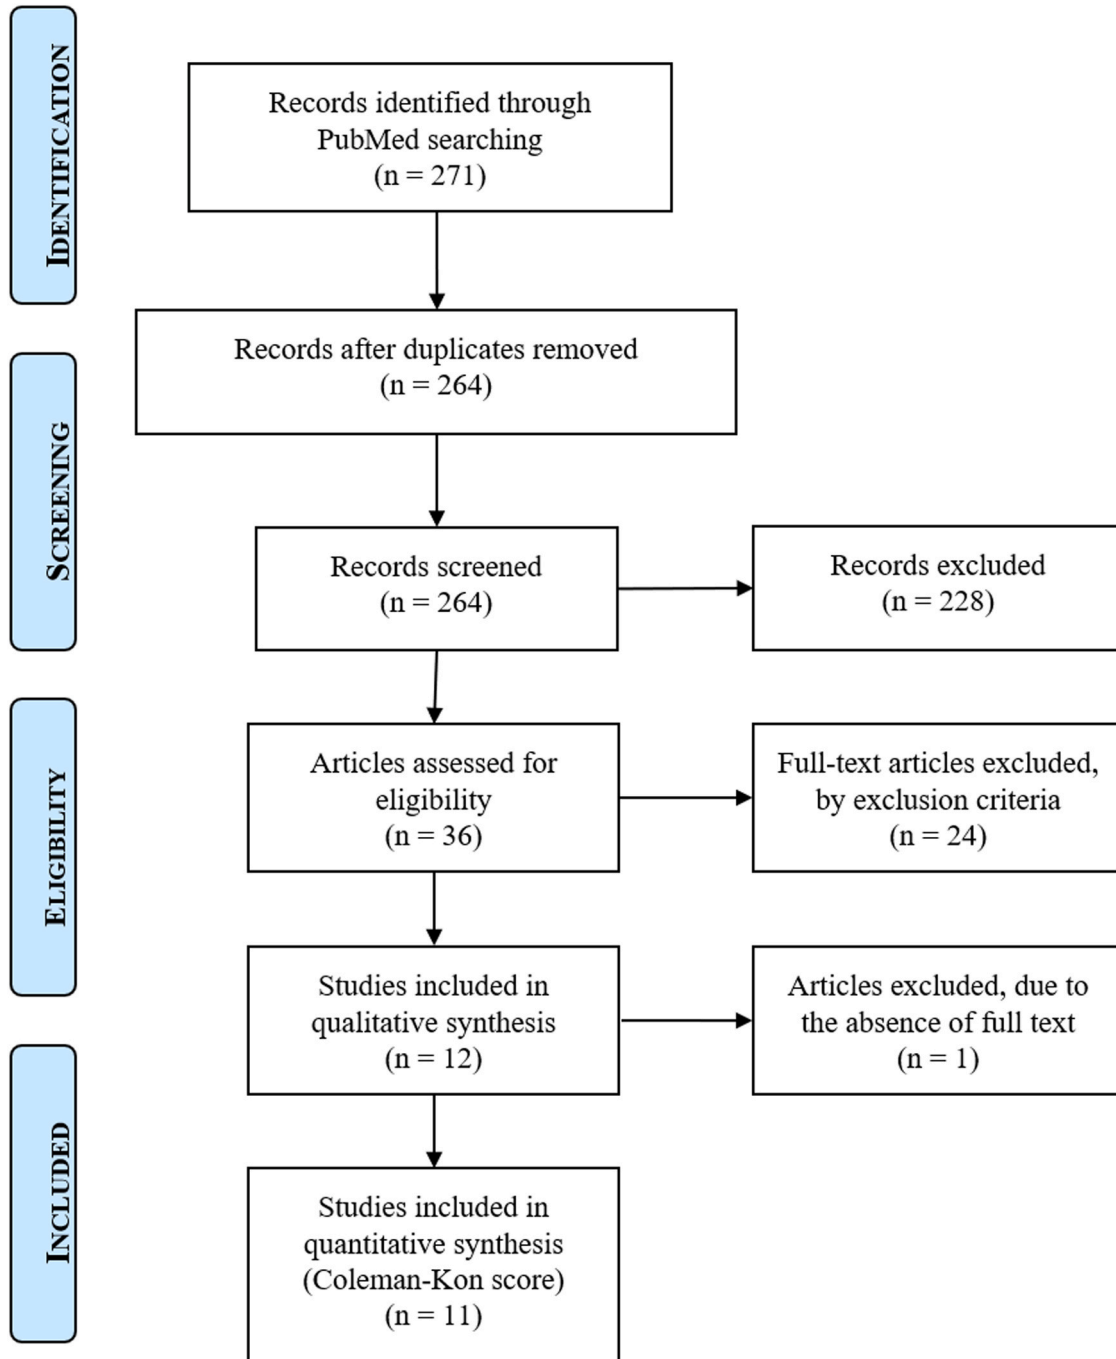 IDENTIFICATION
Records identified through
PubMed searching
(n = 271)
Records after duplicates removed
(n = 264)
SCREENING
Records screened
(n = 264)
Records excluded
(n = 228)
ELIGIBILITY
Articles assessed for
eligibility
(n = 36)
Full-text articles excluded,
by exclusion criteria
(n = 24)
Studies included in
qualitative synthesis
(n = 12)
Articles excluded, due to
the absence of full text
(n = 1)
INCLUDED
Studies included in
quantitative synthesis
(Coleman-Kon score)
(n = 11)